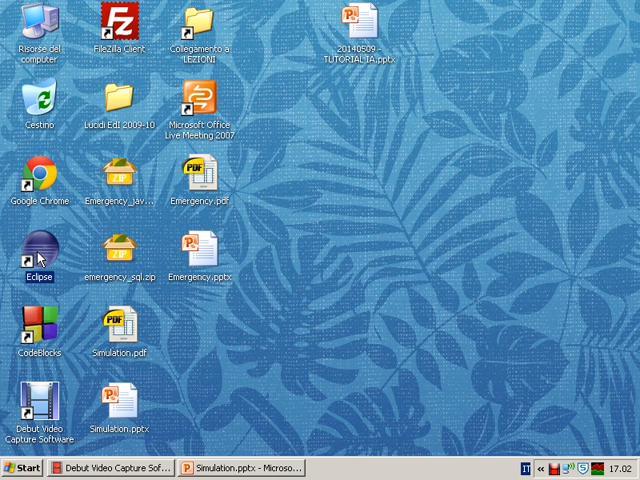 Risorse del
computer
FileZilla Client
Collegamento a
LEZIONI
20140509 -
TUTORIAL IA.pptx
Cestino
Lucidi EdI 2009-10
Microsoft Office
Live Meeting 2007
Google Chrome
Emergency_jav...
Emergency.pdf
Eclipse
emergency_sql.zip
Emergency.pptx
CodeBlocks
Simulation.pdf
Debut Video
Capture Software
Simulation.pptx
Start
Debut Video Capture Sof...
Simulation.pptx - Microso...
IT
17.02